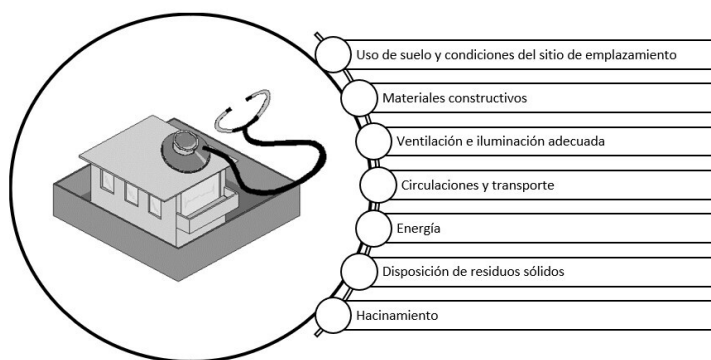 Uso de suelo y condiciones del sitio de emplazamiento
Materiales constructivos
Ventilación e iluminación adecuada
Circulaciones y transporte
Energía
Disposición de residuos sólidos
Hacinamiento